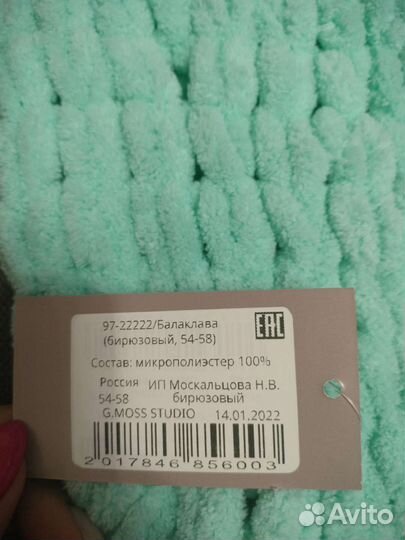 97-22222/Балаклава
(бирюзовый, 54-58)
EAC
Состав: микрополиэстер 100%
Россия ИП Москальцова Н.В.
54-58 бирюзовый
G.MOSS STUDIO 14.01.2022
2 017846 856003
Avito